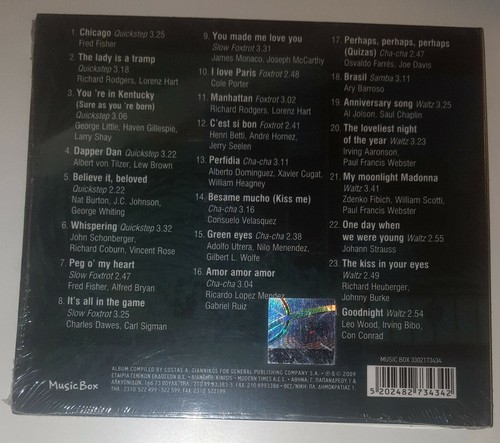 1. Chicago Quickstep 3.25
Fred Fisher
2. The lady is a tramp
Quickstep 3.18
Richard Rodgers, Lorenz Hart
3. You 're in Kentucky
(Sure as you 're born)
Quickstep 3.06
George Little, Haven Gillespie,
Larry Shay
4. Dapper Dan Quickstep 3.22
Albert von Tilzer, Lew Brown
5. Believe it, beloved
Quickstep 2.22
Nat Burton, J.C. Johnson,
George Whiting
6. Whispering Quickstep 3.32
John Schonberger,
Richard Coburn, Vincent Rose
7. Peg o' my heart
Slow Foxtrot 2.47
Fred Fisher, Alfred Bryan
8. It's all in the game
Slow Foxtrot 3.25
Charles Dawes, Carl Sigman
9. You made me love you
Slow Foxtrot 3.31
James Monaco, Joseph McCarthy
10. I love Paris Foxtrot 2.48
Cole Porter
11. Manhattan Foxtrot 3.02
Richard Rodgers, Lorenz Hart
12. C'est si bon Foxtrot 2.41
Henri Betti, André Hornez,
Jerry Seelen
13. Perfidia Cha-cha 3.11
Alberto Dominguez, Xavier Cugat,
William Heagney
14. Besame mucho (Kiss me)
Cha-cha 3.16
Consuelo Velasquez
15. Green eyes Cha-cha 2.38
Adolfo Utrera, Nilo Menendez,
Gilbert L. Wolfe
16. Amor amor amor
Cha-cha 3.04
Ricardo Lopez Mendez
Gabriel Ruiz
17. Perhaps, perhaps, perhaps
(Quizas) Cha-cha 2.47
Osvaldo Farrés, Joe Davis
18. Brasil Samba 3.11
Ary Barroso
19. Anniversary song Waltz 3.25
Al Jolson, Saul Chaplin
20. The loveliest night
of the year Waltz 3.23
Irving Aaronson,
Paul Francis Webster
21. My moonlight Madonna
Waltz 3.41
Zdenko Fibich, William Scotti,
Paul Francis Webster
22. One day when
we were young Waltz 2.55
Johann Strauss
23. The kiss in your eyes
Waltz 2.49
Richard Heuberger,
Johnny Burke
Goodnight Waltz 2.54
Leo Wood, Irving Bibo,
Con Conrad
MusicBox
ALBUM COMPILED BY COSTAS A. GIANNIKOS FOR GENERAL PUBLISHING COMPANY S.A. • ℗ & © 2009
MUSIC BOX 3302173434
5 202482 734342